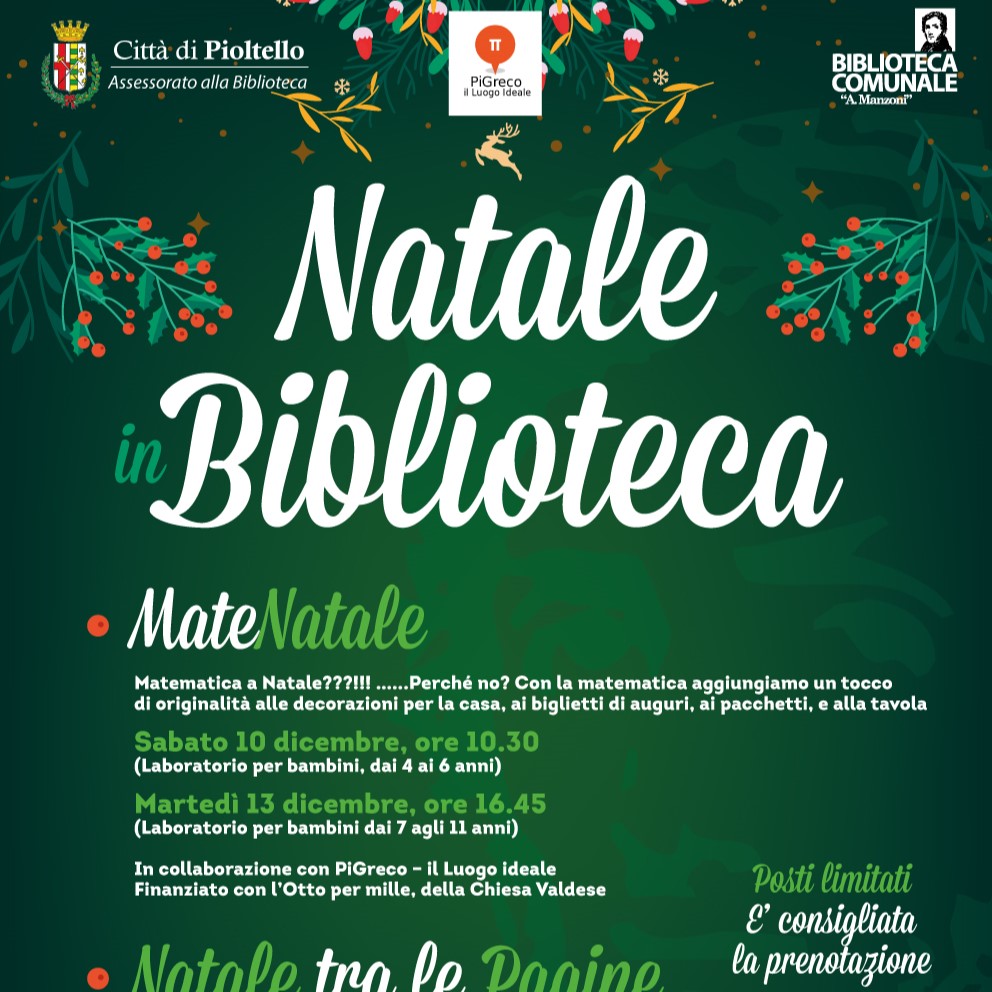 Città di Pioltello
Assessorato alla Biblioteca
π
PiGreco
il Luogo Ideale
BIBLIOTECA
COMUNALE
"A. Manzoni"
Natale
in Biblioteca
MateNatale
Matematica a Natale???!!! ......Perché no? Con la matematica aggiungiamo un tocco
di originalità alle decorazioni per la casa, ai biglietti di auguri, ai pacchetti, e alla tavola
Sabato 10 dicembre, ore 10.30
(Laboratorio per bambini, dai 4 ai 6 anni)
Martedì 13 dicembre, ore 16.45
(Laboratorio per bambini dai 7 agli 11 anni)
In collaborazione con PiGreco – il Luogo ideale
Finanziato con l'Otto per mille, della Chiesa Valdese
Posti limitati
E' consigliata
la prenotazione
Natale tra le Pagine